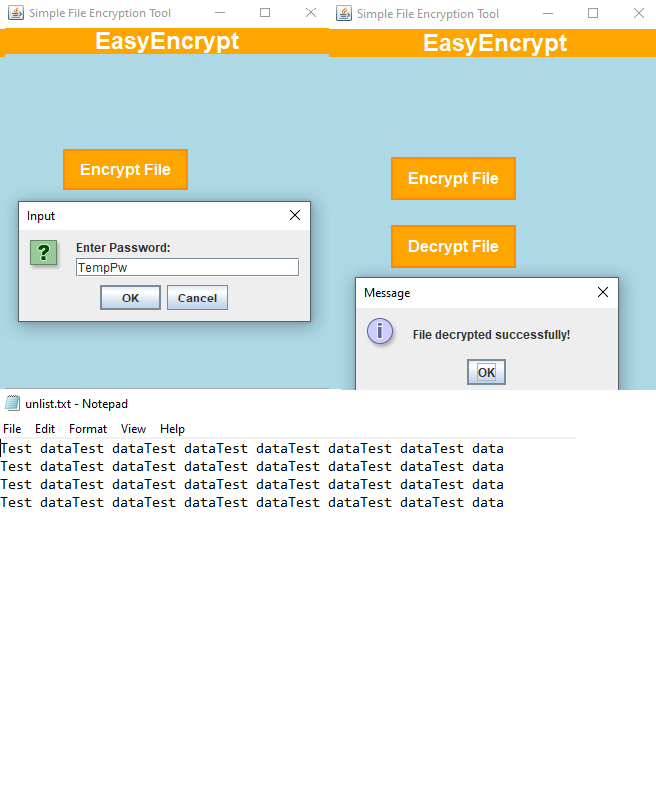 Simple File Encryption Tool
EasyEncrypt
Encrypt File
Input
?
Enter Password:
TempPw
OK
Cancel
Simple File Encryption Tool
EasyEncrypt
Encrypt File
Decrypt File
Message
i
File decrypted successfully!
OK
unlist.txt - Notepad
File Edit Format View Help
Test dataTest dataTest dataTest dataTest dataTest dataTest data
Test dataTest dataTest dataTest dataTest dataTest dataTest data
Test dataTest dataTest dataTest dataTest dataTest dataTest data
Test dataTest dataTest dataTest dataTest dataTest dataTest data